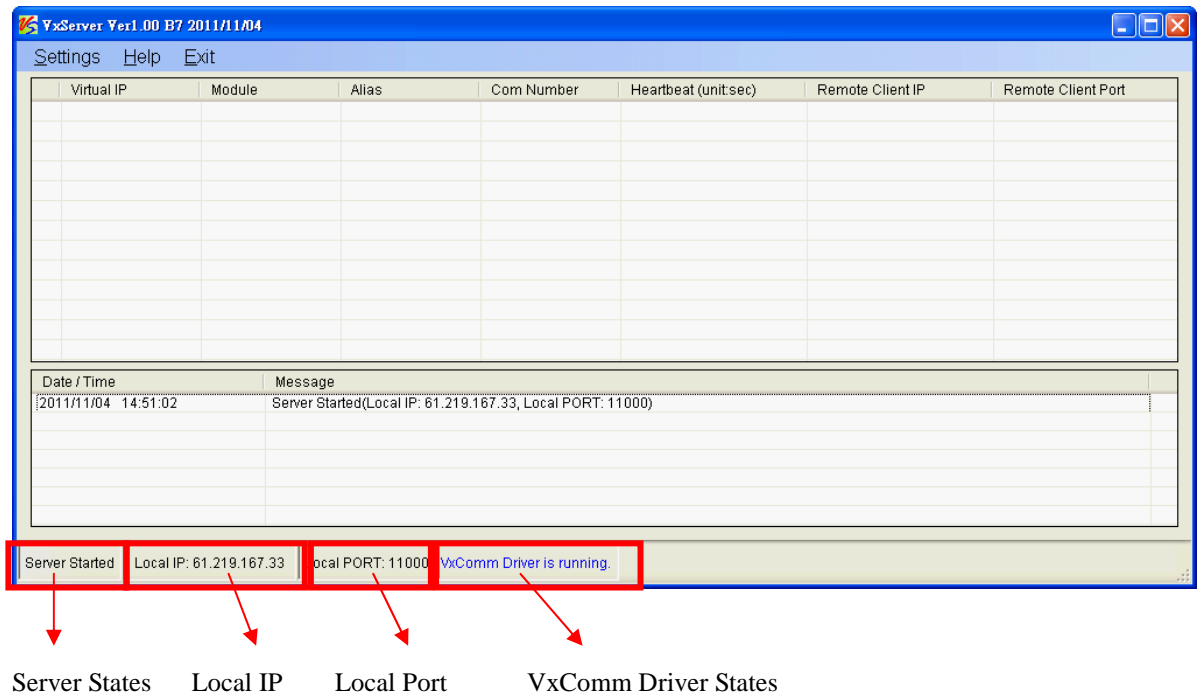 VxServer Ver1.00 B7 2011/11/04
Settings Help Exit
Virtual IP Module Alias Com Number Heartbeat (unit:sec) Remote Client IP Remote Client Port
Date / Time Message
2011/11/04 14:51:02 Server Started(Local IP: 61.219.167.33, Local PORT: 11000)
Server Started Local IP: 61.219.167.33 ocal PORT: 11000 VxComm Driver is running.
Server States Local IP Local Port VxComm Driver States